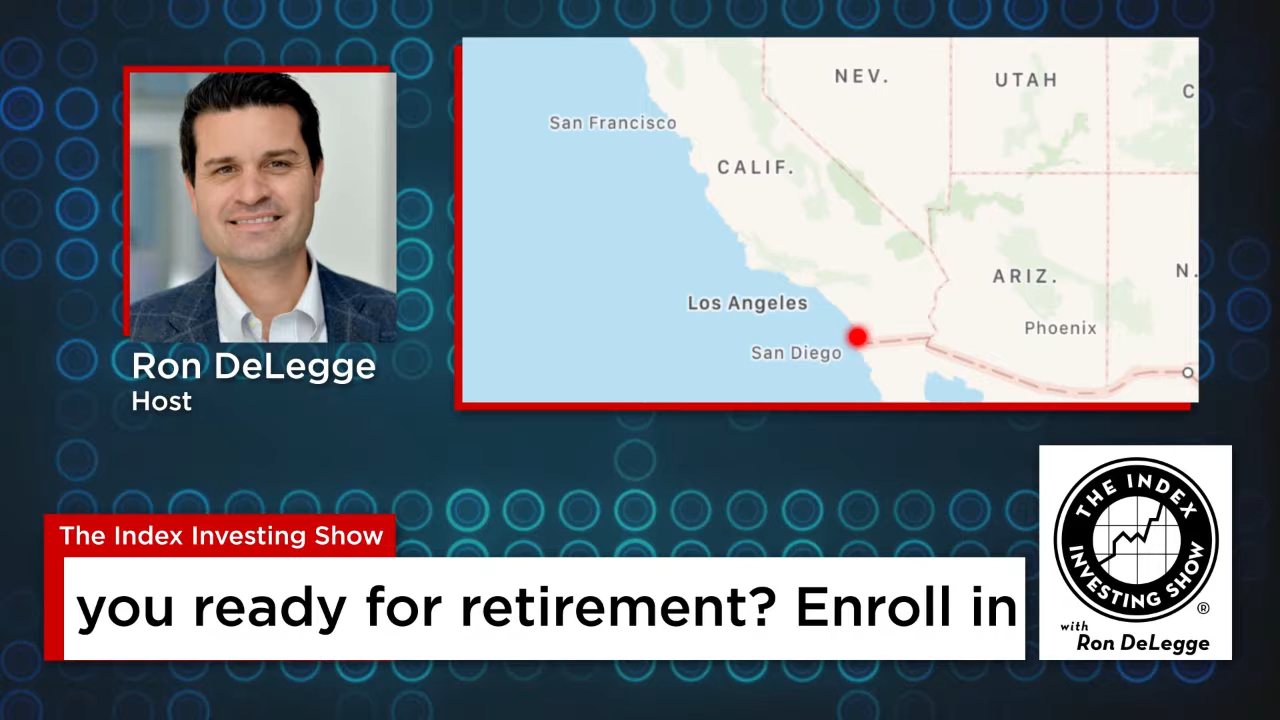 Ron DeLegge
Host
NEV.
UTAH
C
San Francisco
CALIF.
ARIZ.
N.
Los Angeles
Phoenix
San Diego
The Index Investing Show
you ready for retirement? Enroll in
THE INDEX
INVESTING SHOW
®
with
Ron DeLegge